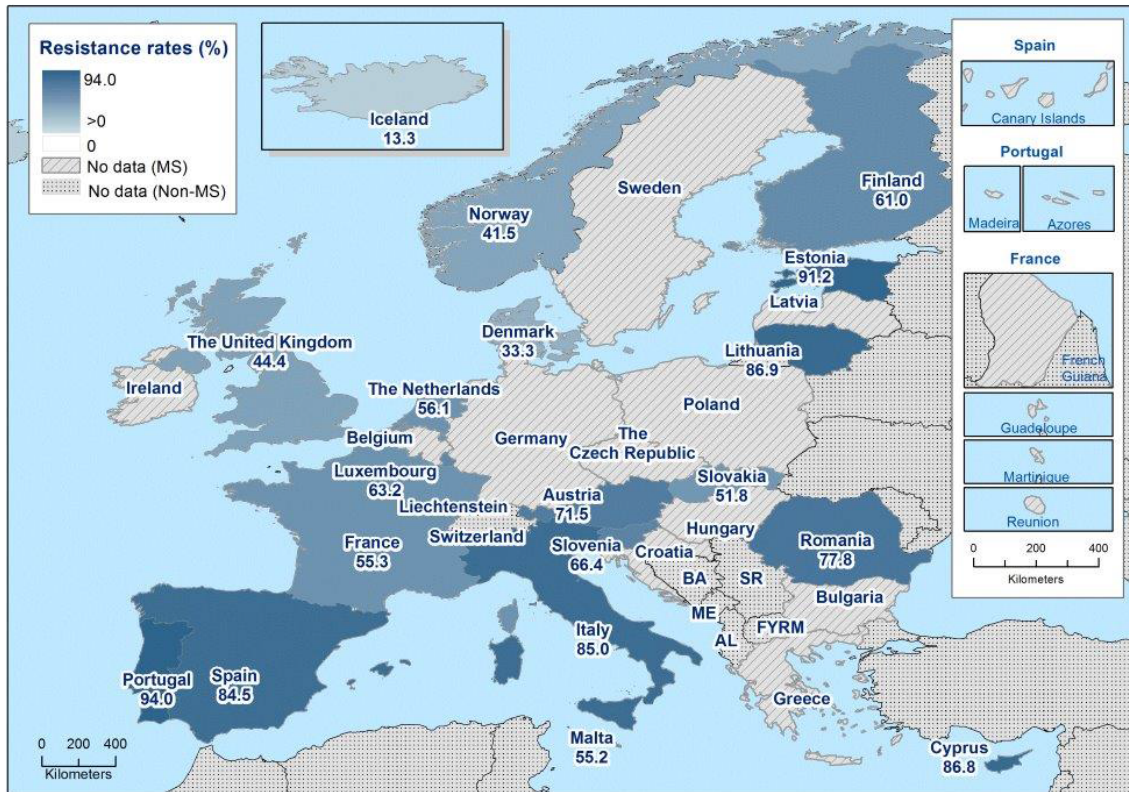 Resistance rates (%)
94.0
>0
0
No data (MS)
No data (Non-MS)
Iceland
13.3
Spain
Canary Islands
Portugal
Madeira
Azores
France
French
Guiana
Guadeloupe
Martinique
Reunion
0 200 400
Kilometers
Sweden
Finland
61.0
Norway
41.5
Estonia
91.2
Latvia
Denmark
33.3
The United Kingdom
44.4
Lithuania
86.9
Ireland
The Netherlands
56.1
Poland
Belgium
Germany
The
Czech Republic
Luxembourg
63.2
Slovakia
51.8
Liechtenstein
Austria
71.5
Hungary
Switzerland
France
55.3
Slovenia
66.4
Croatia
Romania
77.8
BA
SR
Bulgaria
ME
FYRM
AL
Italy
85.0
Portugal
94.0
Spain
84.5
Greece
Malta
55.2
Cyprus
86.8
0 200 400
Kilometers